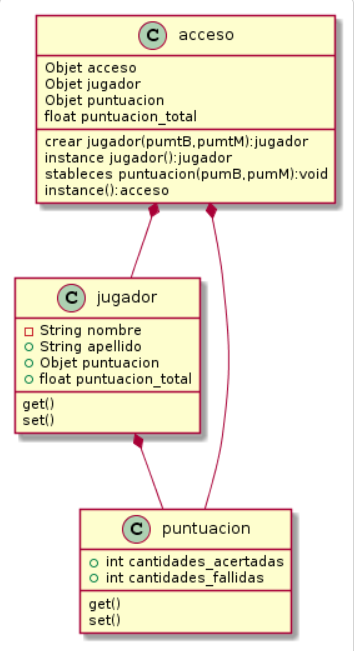 C acceso
Objet acceso
Objet jugador
Objet puntuacion
float puntuacion_total
crear jugador(pumtB,pumtM):jugador
instance jugador():jugador
stableces puntuacion(pumB,pumM):void
instance():acceso
C jugador
String nombre
String apellido
Objet puntuacion
float puntuacion_total
get()
set()
C puntuacion
int cantidades_acertadas
int cantidades_fallidas
get()
set()